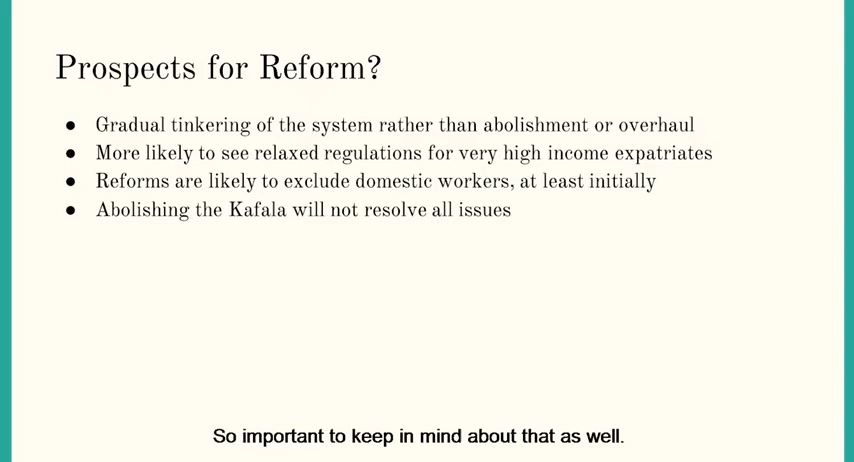 Prospects for Reform?
● Gradual tinkering of the system rather than abolishment or overhaul
● More likely to see relaxed regulations for very high income expatriates
● Reforms are likely to exclude domestic workers, at least initially
● Abolishing the Kafala will not resolve all issues
So important to keep in mind about that as well.